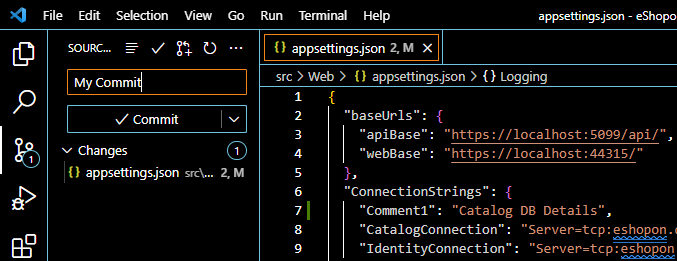 File Edit Selection View Go Run Terminal Help appsettings.json - eShopo
SOURC...
My Commit
Commit
Changes 1
{} appsettings.json src\... 2, M
1
{} appsettings.json 2, M
src > Web > {} appsettings.json > {} Logging
1 {
2 "baseUrls": {
3 "apiBase": "https://localhost:5099/api/",
4 "webBase": "https://localhost:44315/"
5 },
6 "ConnectionStrings": {
7 "Comment1": "Catalog DB Details",
8 "CatalogConnection": "Server=tcp:eshopon.
9 "IdentityConnection": "Server=tcp:eshopon